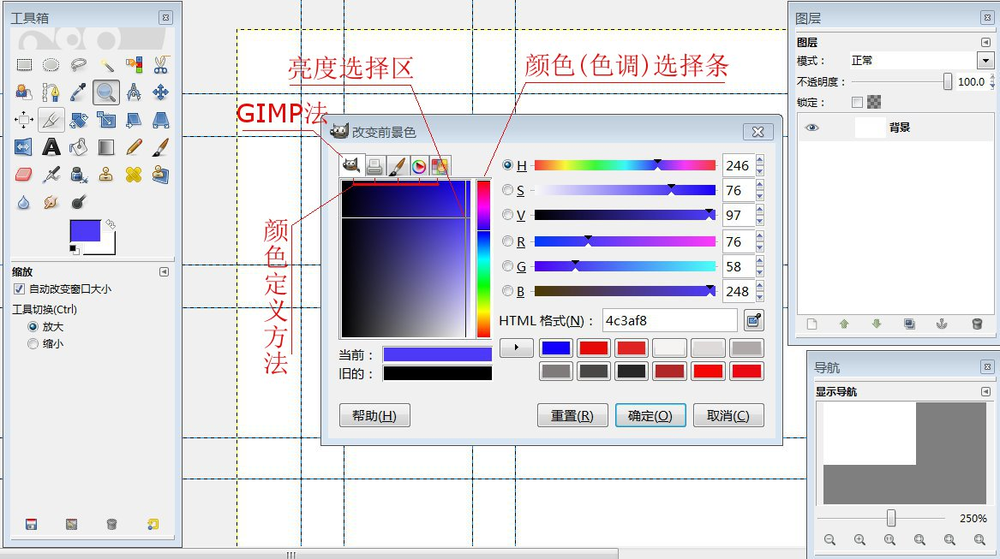 工具箱
缩放
自动改变窗口大小
工具切换(Ctrl)
放大
缩小
亮度选择区
颜色(色调)选择条
GIMP法
颜色定义方法
改变前景色
H 246
S 76
V 97
R 76
G 58
B 248
HTML 格式(N)： 4c3af8
当前：
旧的：
帮助(H)
重置(R)
确定(O)
取消(C)
图层
图层
模式： 正常
不透明度： 100.0
锁定：
背景
导航
显示导航
250%